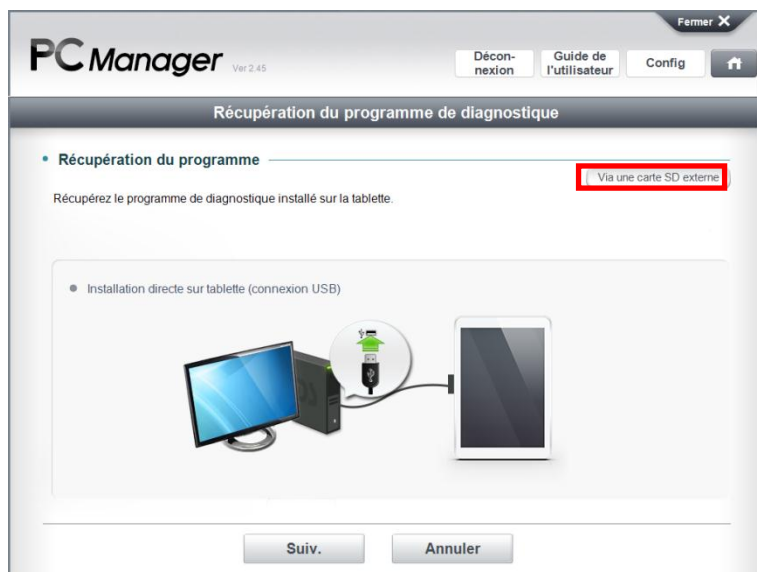 Fermer X
PC Manager Ver 2.45
Décon-
nexion
Guide de
l'utilisateur
Config
Récupération du programme de diagnostique
• Récupération du programme
Via une carte SD externe
Récupérez le programme de diagnostique installé sur la tablette.
Installation directe sur tablette (connexion USB)
Suiv.
Annuler